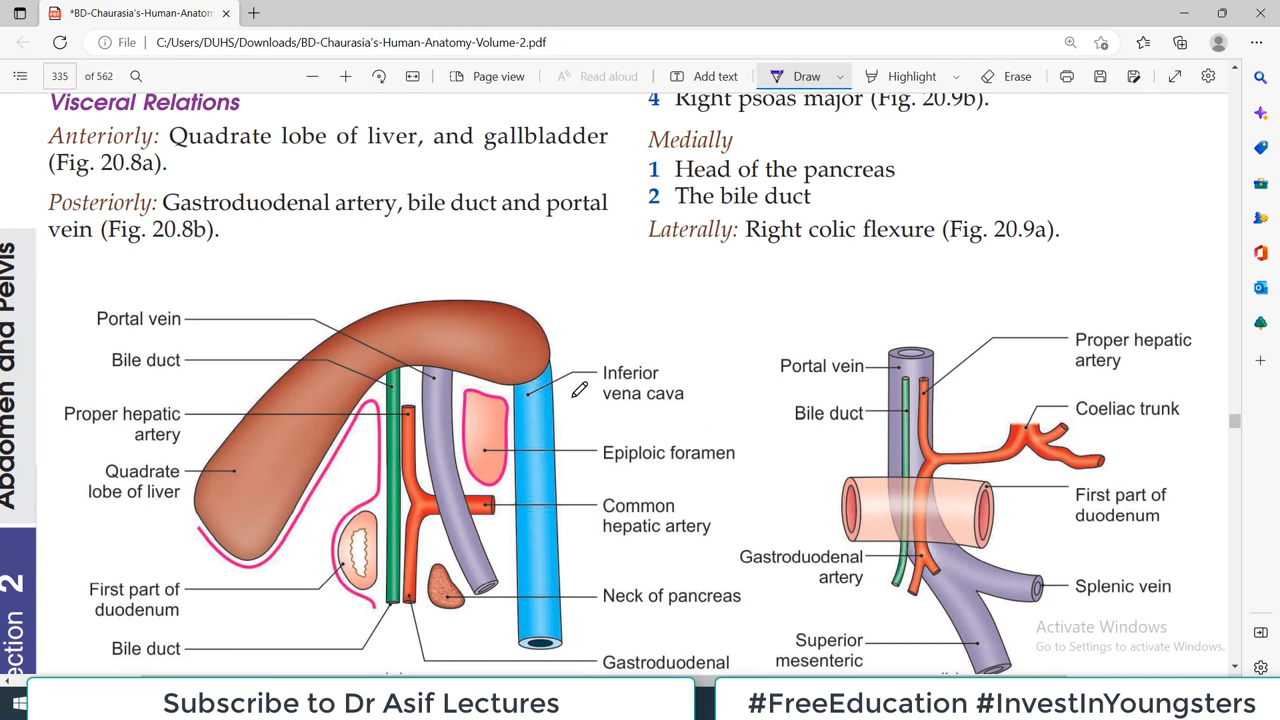 *BD-Chaurasia's-Human-Anatom
File
C:/Users/DUHS/Downloads/BD-Chaurasia's-Human-Anatomy-Volume-2.pdf
335
of 562
Page view
Read aloud
Add text
Draw
Highlight
Erase
Visceral Relations
Anteriorly: Quadrate lobe of liver, and gallbladder
(Fig. 20.8a).
Posteriorly: Gastroduodenal artery, bile duct and portal
vein (Fig. 20.8b).
4 Right psoas major (Fig. 20.9b).
Medially
1 Head of the pancreas
2 The bile duct
Laterally: Right colic flexure (Fig. 20.9a).
Abdomen and Pelvis
ection 2
Portal vein
Bile duct
Proper hepatic
artery
Quadrate
lobe of liver
First part of
duodenum
Bile duct
Inferior
vena cava
Epiploic foramen
Common
hepatic artery
Neck of pancreas
Gastroduodenal
Portal vein
Bile duct
Gastroduodenal
artery
Superior
mesenteric
Proper hepatic
artery
Coeliac trunk
First part of
duodenum
Splenic vein
Activate Windows
Go to Settings to activate Windows.
Subscribe to Dr Asif Lectures
#FreeEducation #InvestInYoungsters